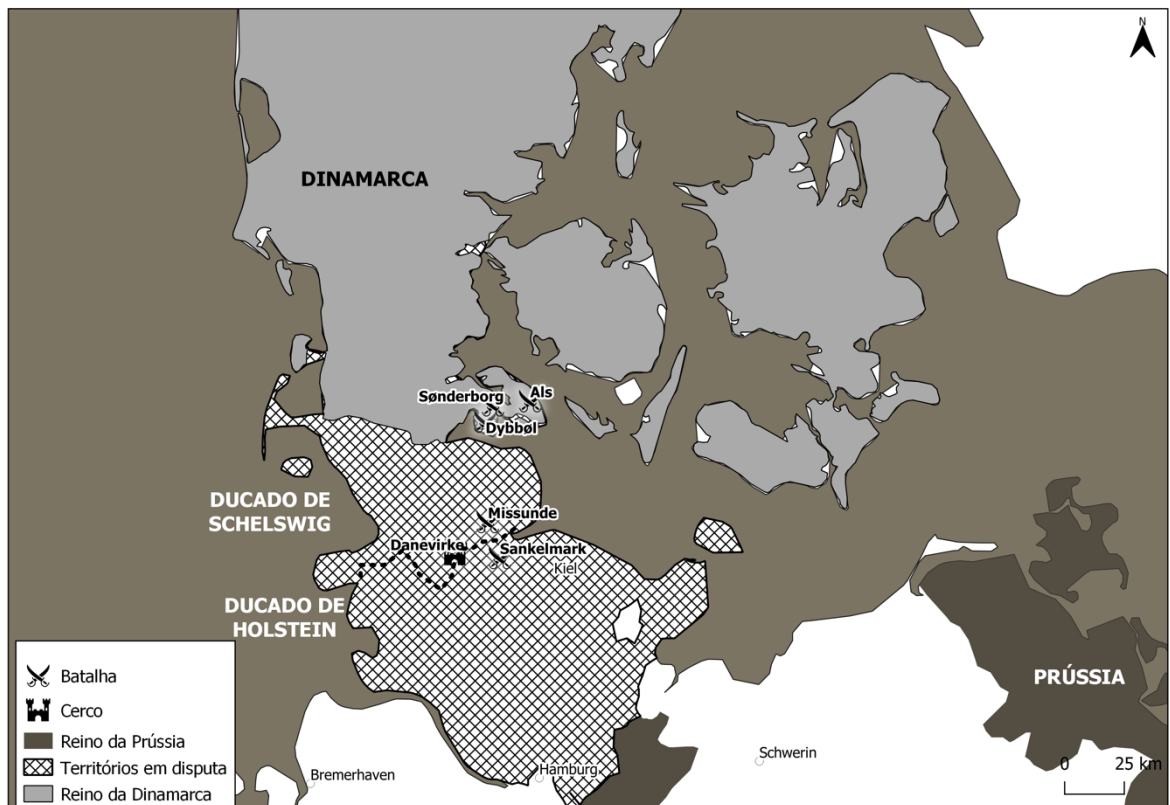 N
DINAMARCA
Sønderborg
Als
Dybbøl
DUCADO DE
SCHELSWIG
Missunde
Danevirke
Sankelmark
Kiel
DUCADO DE
HOLSTEIN
PRÚSSIA
Batalha
Cerco
Reino da Prússia
Territórios em disputa
Reino da Dinamarca
Bremerhaven
Hamburg
Schwerin
0 25 km